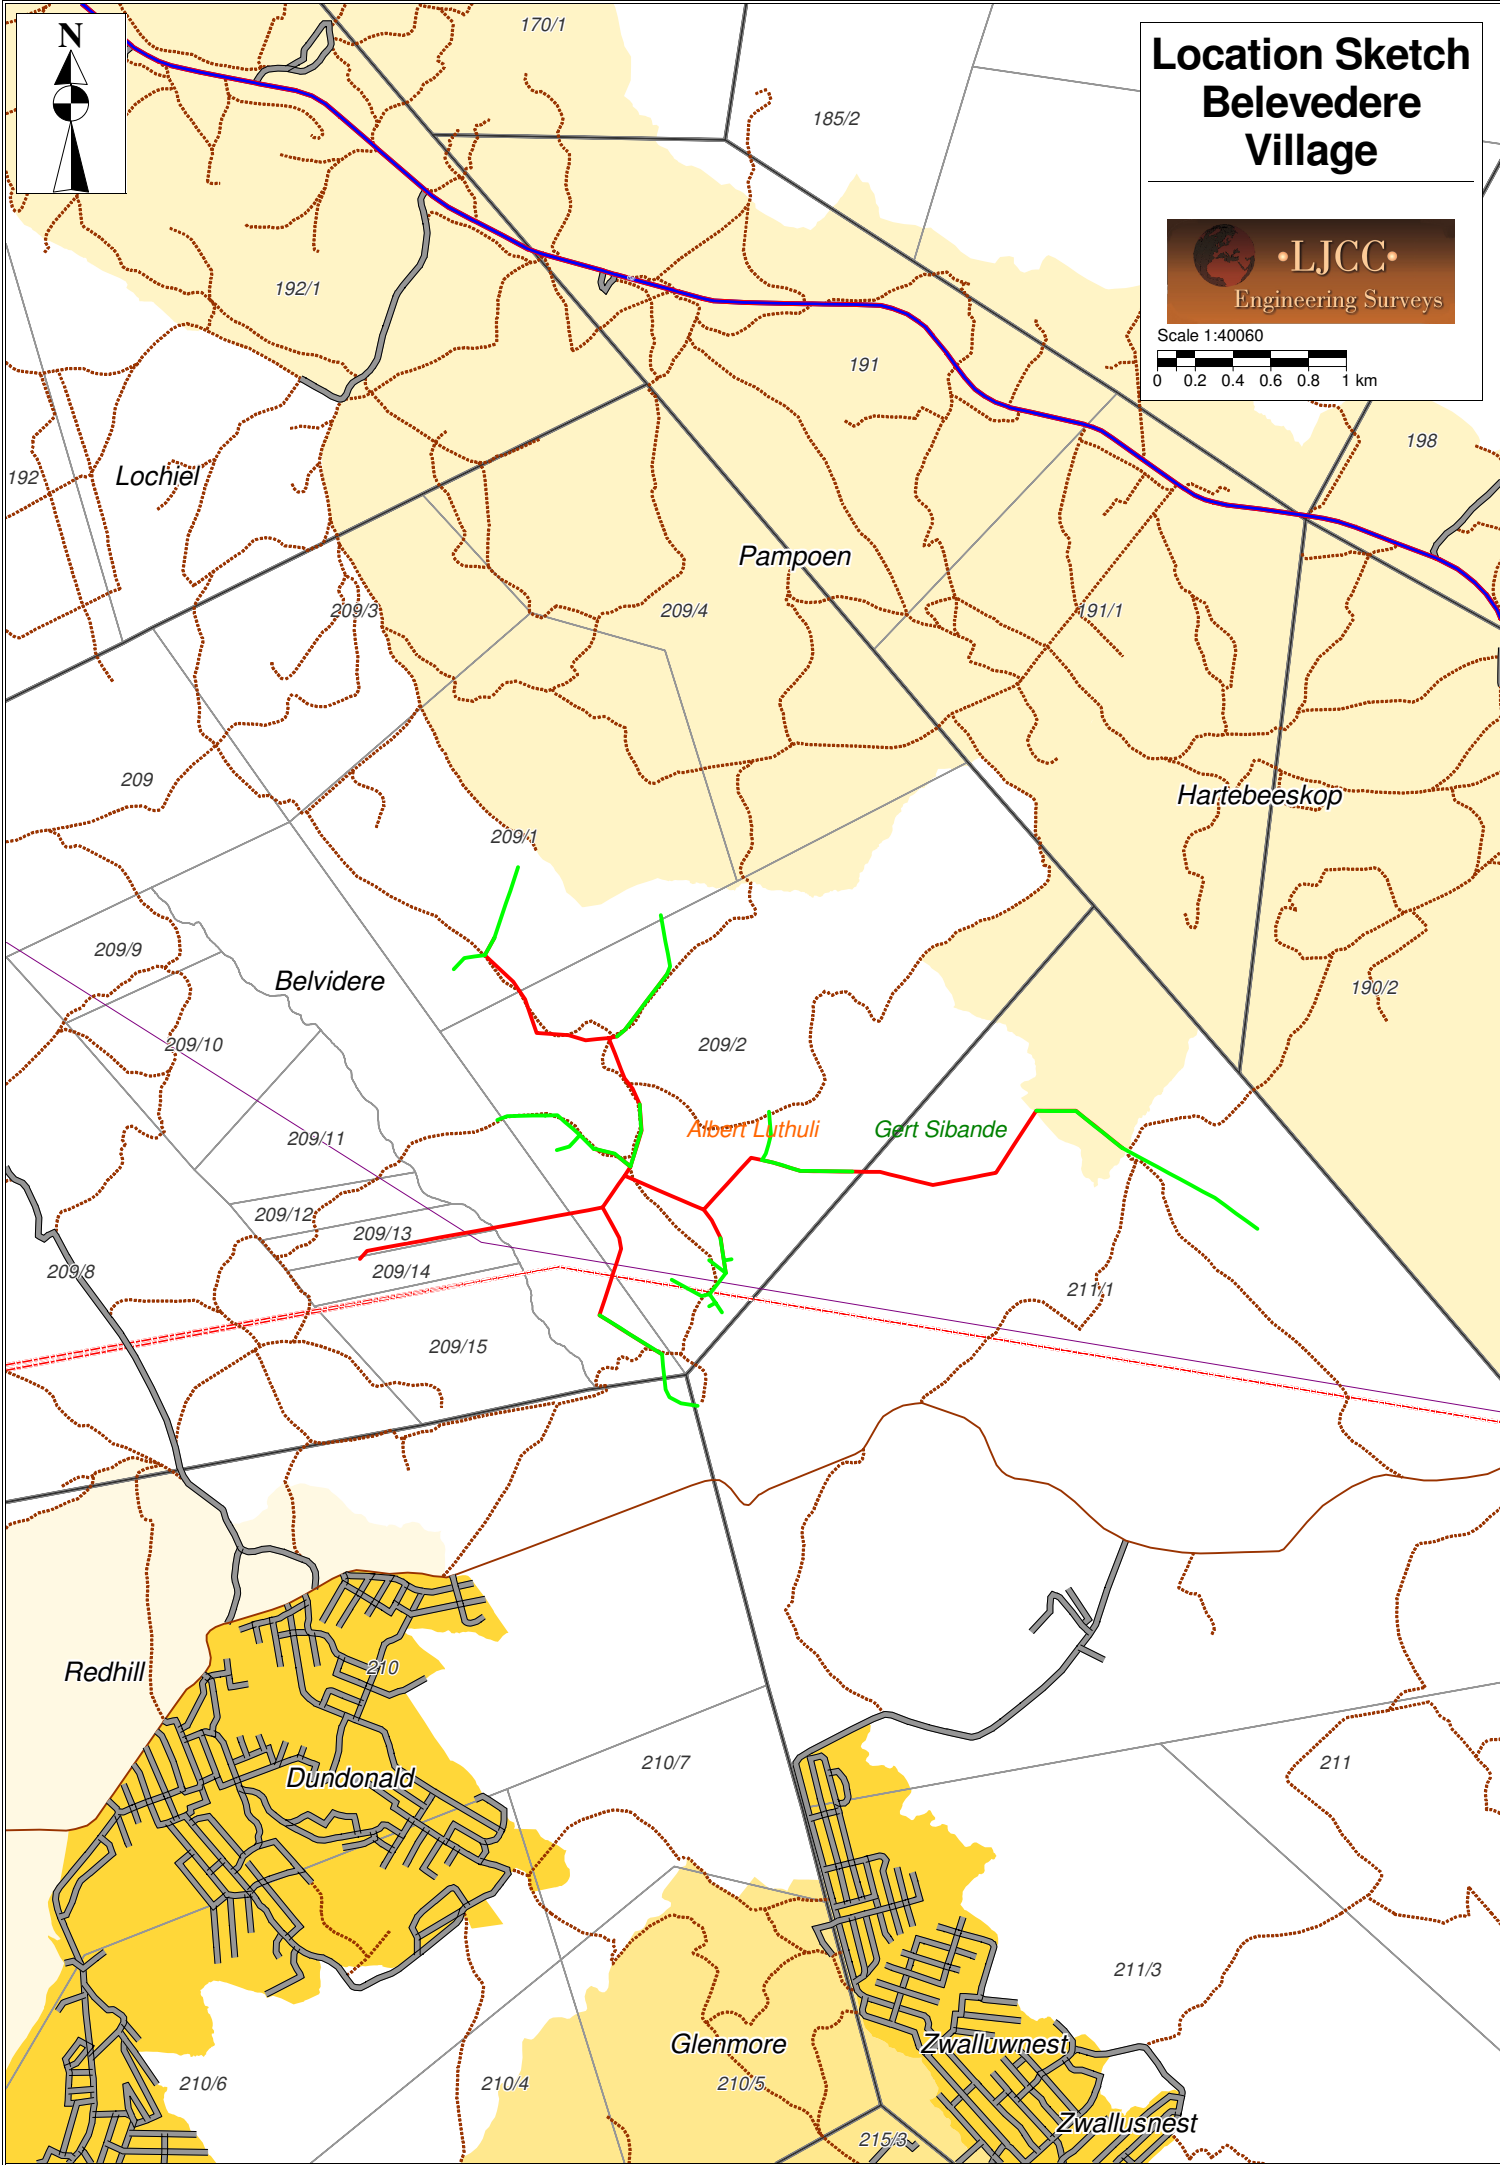 N
170/1
Location Sketch
Belevedere
Village
185/2
•LJCC•
Engineering Surveys
Scale 1:40060
0 0.2 0.4 0.6 0.8 1 km
192/1
191
198
192
Lochiel
Pampoen
209/3
209/4
191/1
209
Hartebeeskop
209/1
209/9
Belvidere
190/2
209/10
209/2
209/11
Albert Luthuli
Gert Sibande
209/12
209/13
209/8
209/14
211/1
209/15
Redhill
210
Dundonald
210/7
211
211/3
Glenmore
Zwalluwnest
210/6
210/4
210/5
Zwallusnest
215/3